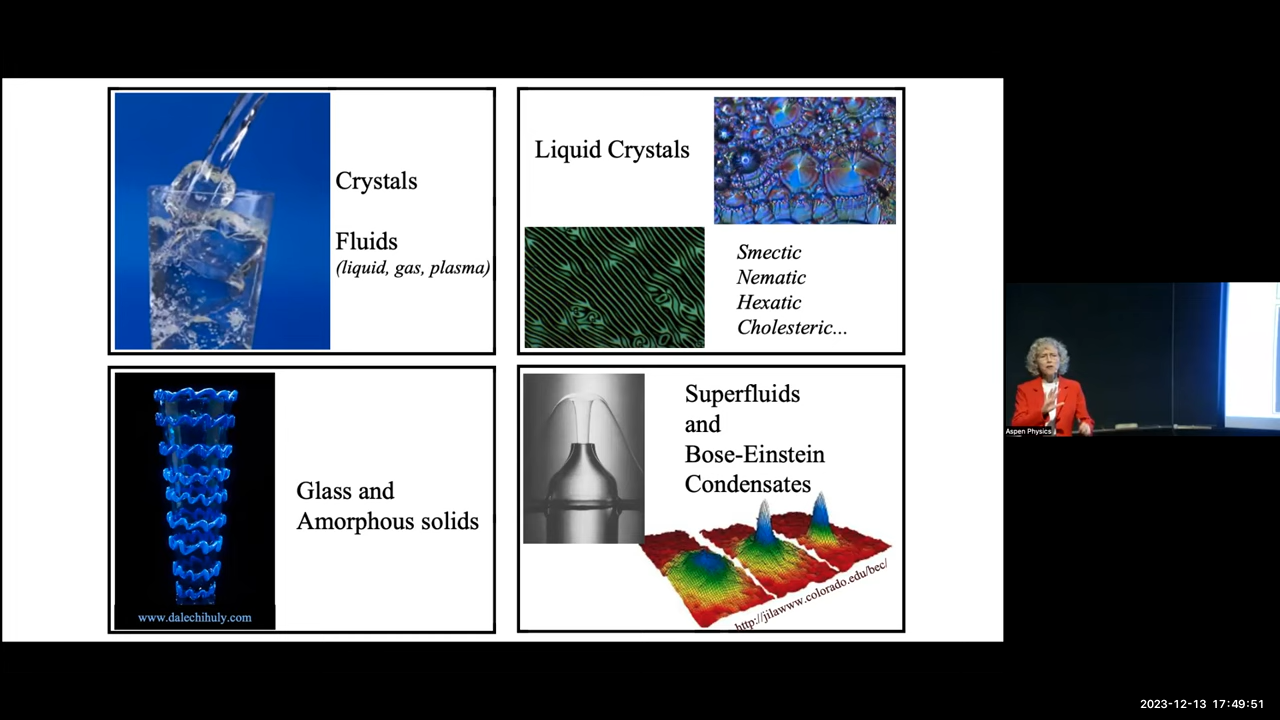 Crystals
Fluids
(liquid, gas, plasma)
Liquid Crystals
Smectic
Nematic
Hexatic
Cholesteric...
Glass and
Amorphous solids
www.dalechihuly.com
Superfluids
and
Bose-Einstein
Condensates
http://jilawww.colorado.edu/bec/
Aspen Physics
2023-12-13 17:49:51